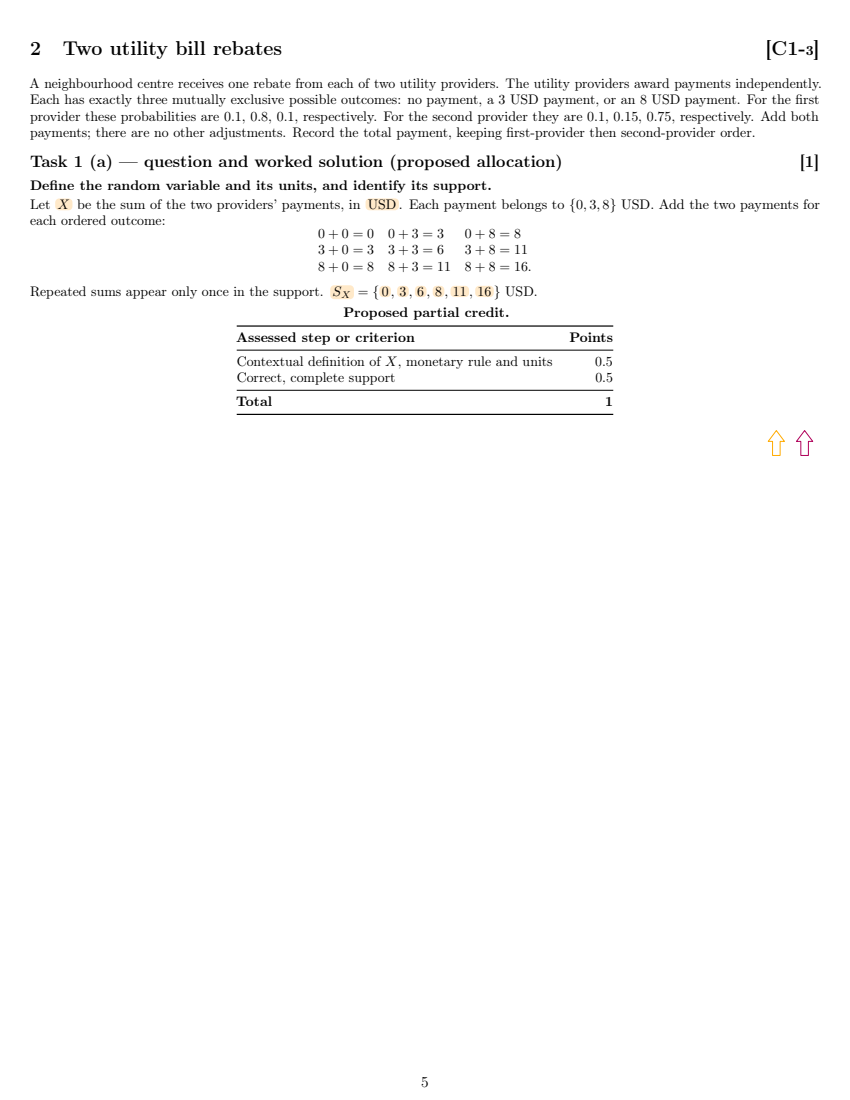 2 Two utility bill rebates [C1-3]
A neighbourhood centre receives one rebate from each of two utility providers. The utility providers award payments independently.
Each has exactly three mutually exclusive possible outcomes: no payment, a 3 USD payment, or an 8 USD payment. For the first
provider these probabilities are 0.1, 0.8, 0.1, respectively. For the second provider they are 0.1, 0.15, 0.75, respectively. Add both
payments; there are no other adjustments. Record the total payment, keeping first-provider then second-provider order.
Task 1 (a) — question and worked solution (proposed allocation) [1]
Define the random variable and its units, and identify its support.
Let X be the sum of the two providers' payments, in USD. Each payment belongs to {0, 3, 8} USD. Add the two payments for
each ordered outcome:
0 + 0 = 0 0 + 3 = 3 0 + 8 = 8
3 + 0 = 3 3 + 3 = 6 3 + 8 = 11
8 + 0 = 8 8 + 3 = 11 8 + 8 = 16.
Repeated sums appear only once in the support. S_X = {0, 3, 6, 8, 11, 16} USD.
Proposed partial credit.
Assessed step or criterion Points
Contextual definition of X, monetary rule and units 0.5
Correct, complete support 0.5
Total 1
5